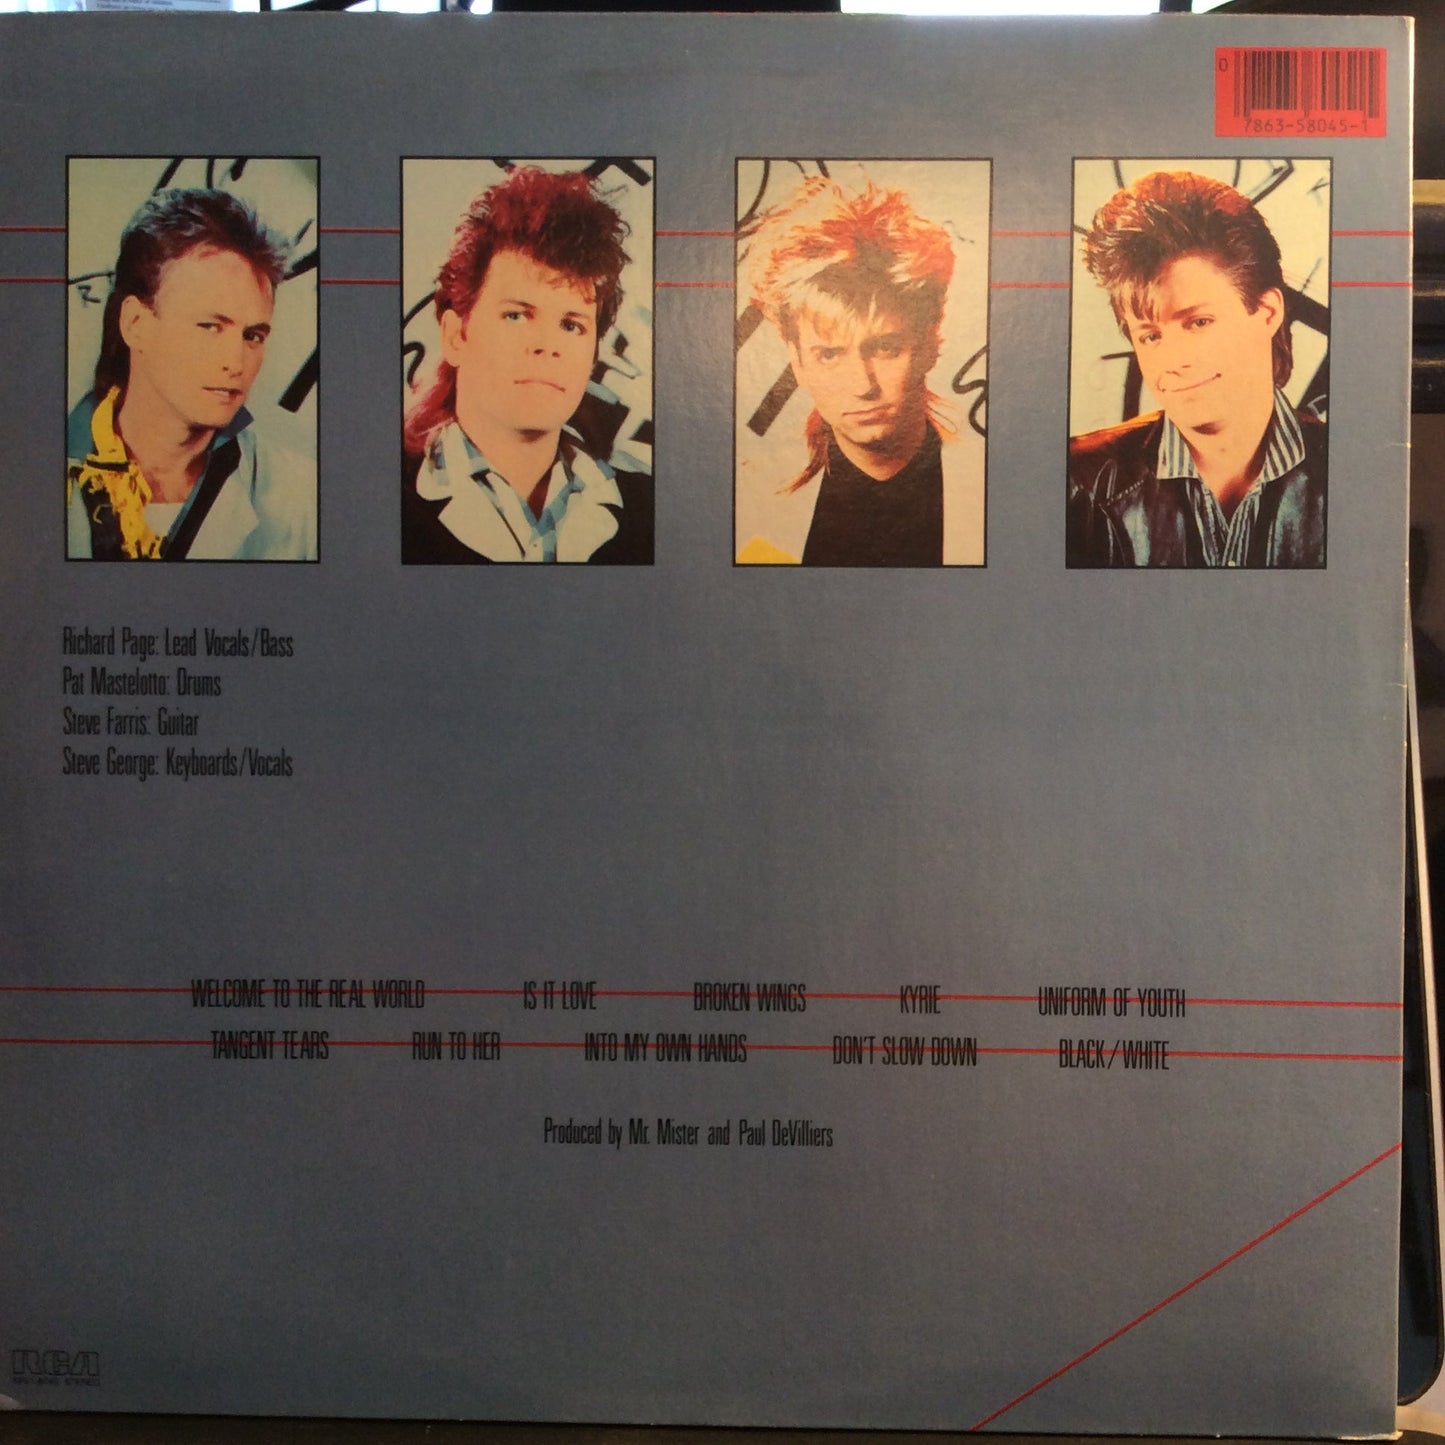 0
7863-58045-1
Richard Page: Lead Vocals/Bass
Pat Mastelotto: Drums
Steve Farris: Guitar
Steve George: Keyboards/Vocals
WELCOME TO THE REAL WORLD IS IT LOVE BROKEN WINGS KYRIE UNIFORM OF YOUTH
TANGENT TEARS RUN TO HER INTO MY OWN HANDS DON'T SLOW DOWN BLACK/WHITE
Produced by Mr. Mister and Paul DeVilliers
RCA
STEREO